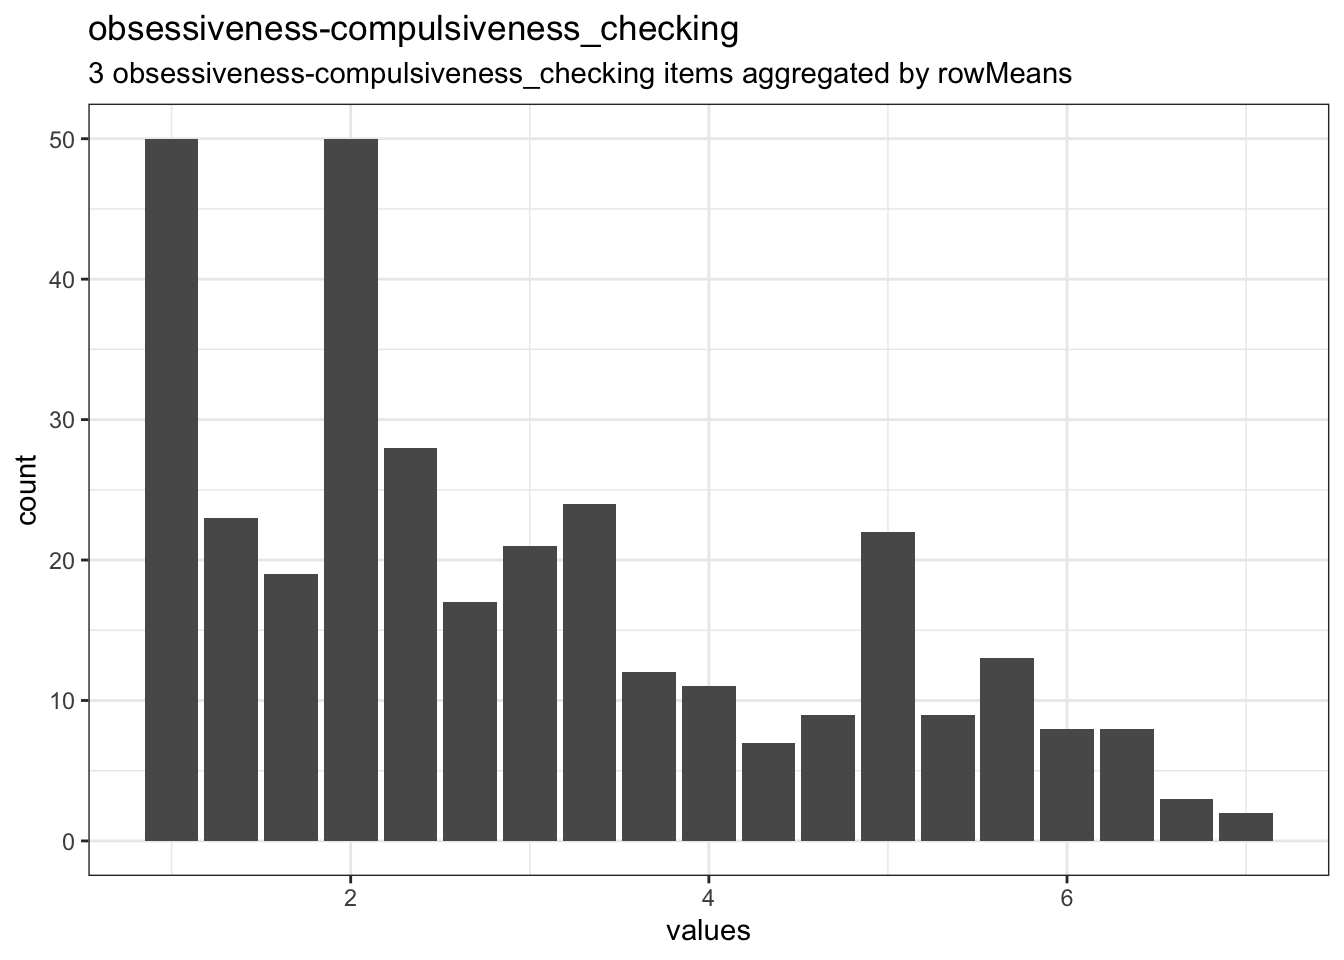 obsessiveness-compulsiveness_checking
3 obsessiveness-compulsiveness_checking items aggregated by rowMeans
50
40
30
20
10
0
count
2 4 6
values